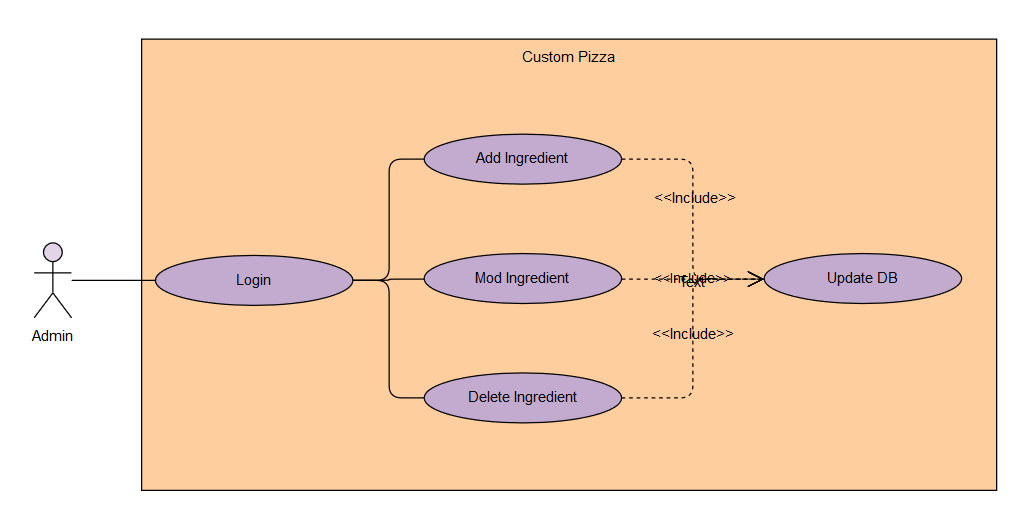 Custom Pizza
Add Ingredient
<<Include>>
Admin
Login
Mod Ingredient
<<Include>>
Text
Update DB
<<Include>>
Delete Ingredient